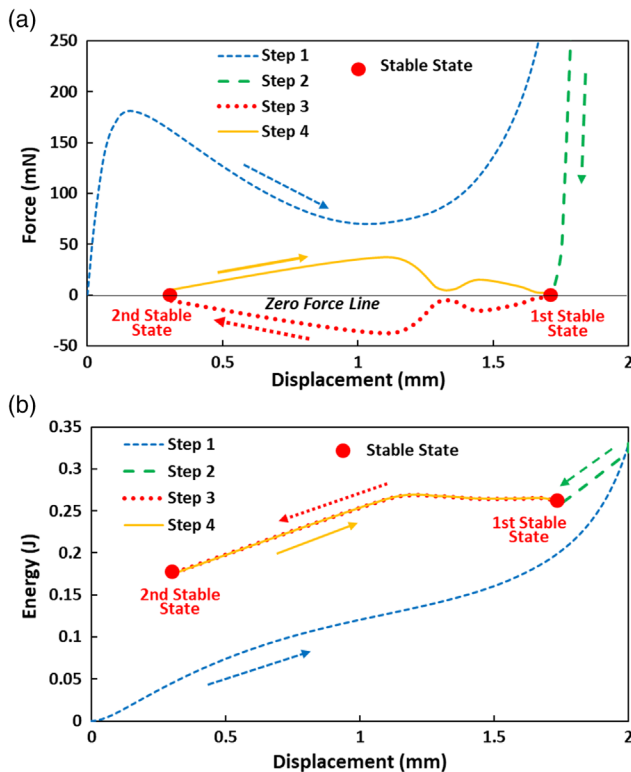 (a)
250
200
150
100
50
0
-50
Force (mN)
Step 1
Step 2
Step 3
Step 4
Stable State
Zero Force Line
2nd Stable
State
1st Stable
State
0
0.5
1
1.5
2
Displacement (mm)
(b)
0.4
0.35
0.3
0.25
0.2
0.15
0.1
0.05
0
Energy (J)
Step 1
Step 2
Step 3
Step 4
Stable State
1st Stable
State
2nd Stable
State
0
0.5
1
1.5
2
Displacement (mm)